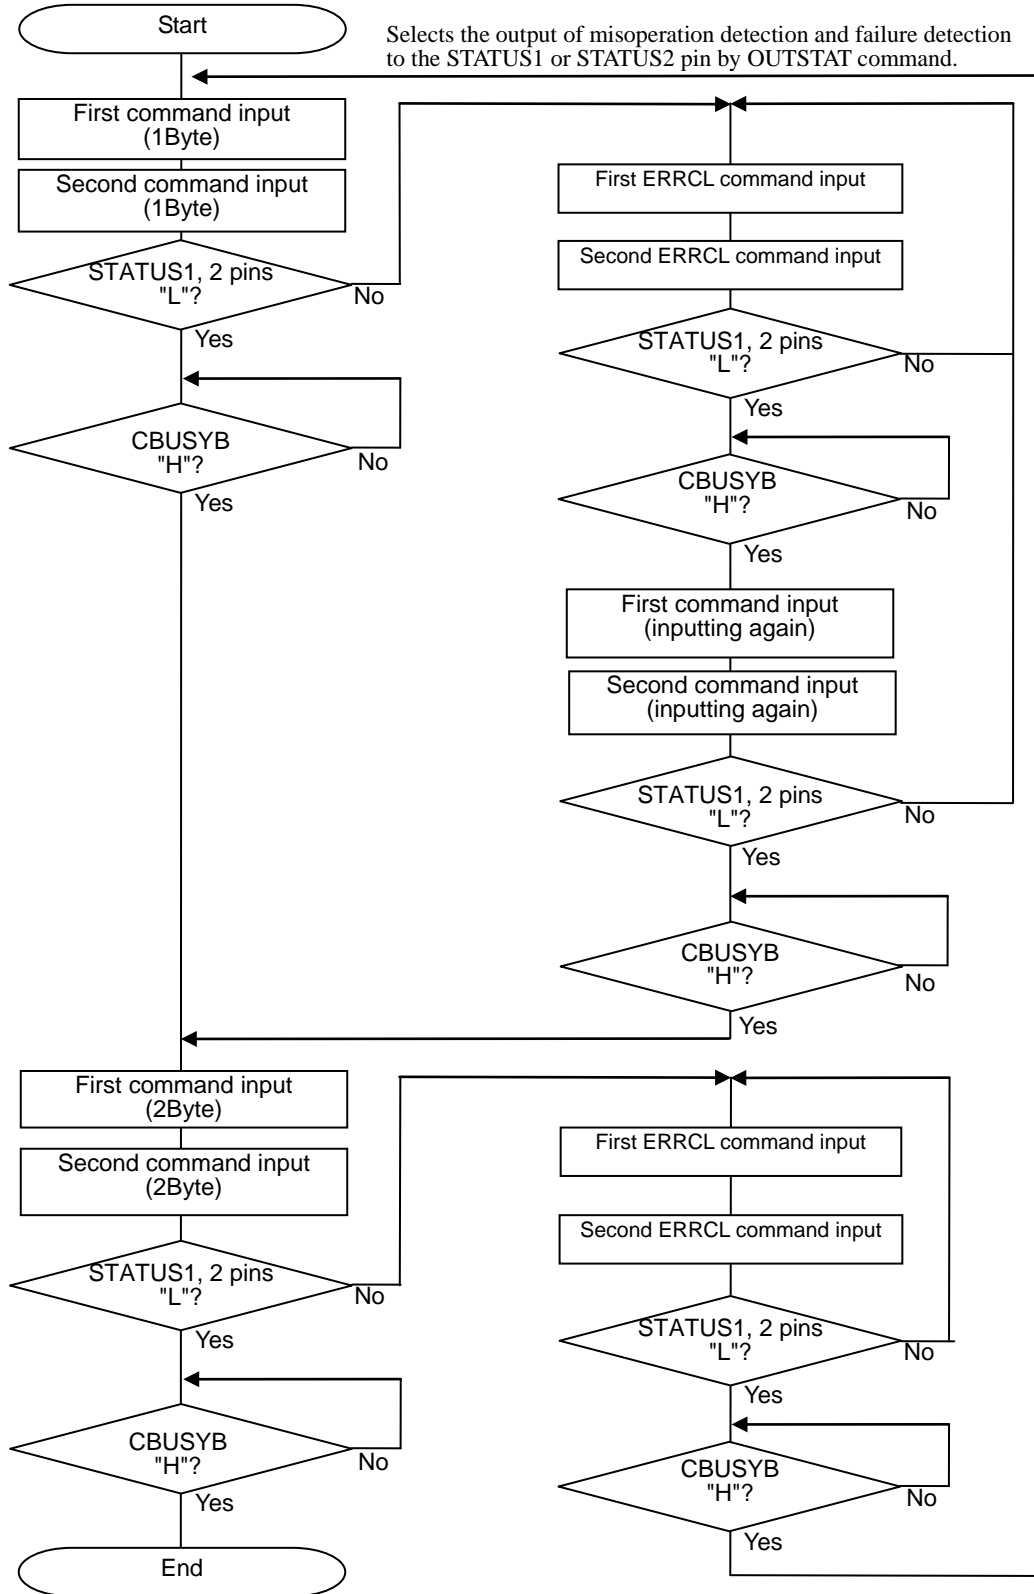 Start
Selects the output of misoperation detection and failure detection
to the STATUS1 or STATUS2 pin by OUTSTAT command.
First command input
(1Byte)
Second command input
(1Byte)
STATUS1, 2 pins
"L"?
No
Yes
CBUSYB
"H"?
No
Yes
First ERRCL command input
Second ERRCL command input
STATUS1, 2 pins
"L"?
No
Yes
CBUSYB
"H"?
No
Yes
First command input
(inputting again)
Second command input
(inputting again)
STATUS1, 2 pins
"L"?
No
Yes
CBUSYB
"H"?
No
Yes
First command input
(2Byte)
Second command input
(2Byte)
STATUS1, 2 pins
"L"?
No
Yes
CBUSYB
"H"?
No
Yes
End
First ERRCL command input
Second ERRCL command input
STATUS1, 2 pins
"L"?
No
Yes
CBUSYB
"H"?
No
Yes